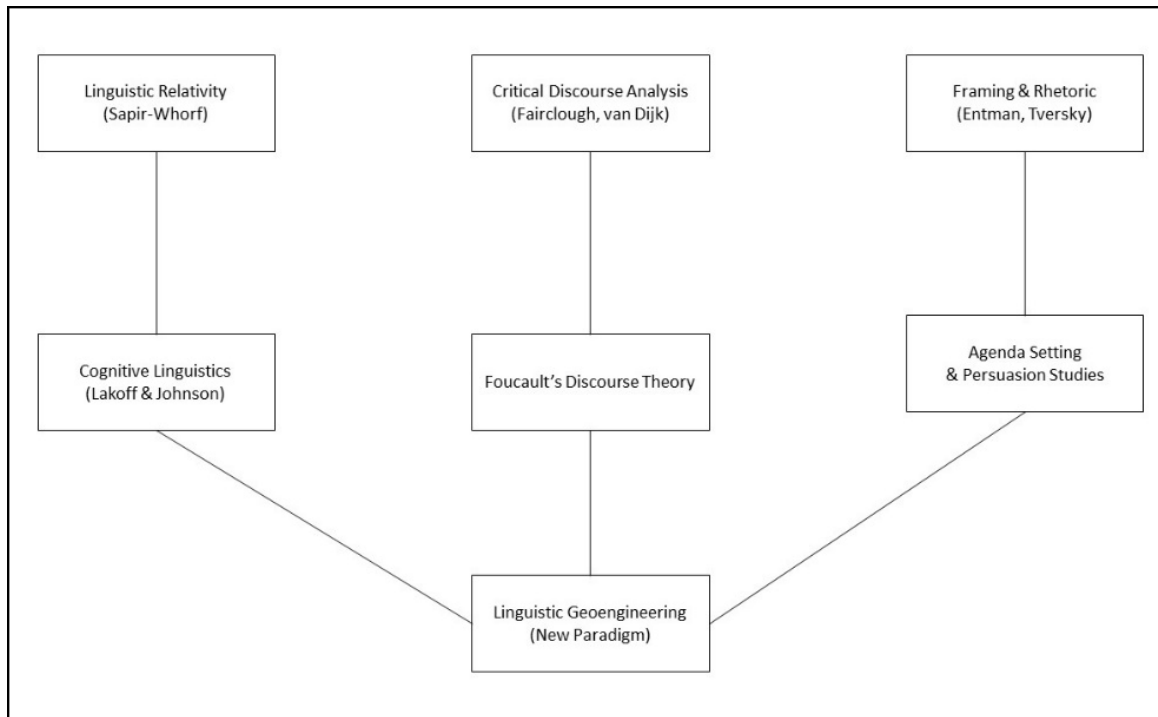 Linguistic Relativity
(Sapir-Whorf)
Critical Discourse Analysis
(Fairclough, van Dijk)
Framing & Rhetoric
(Entman, Tversky)
Cognitive Linguistics
(Lakoff & Johnson)
Foucault’s Discourse Theory
Agenda Setting
& Persuasion Studies
Linguistic Geoengineering
(New Paradigm)